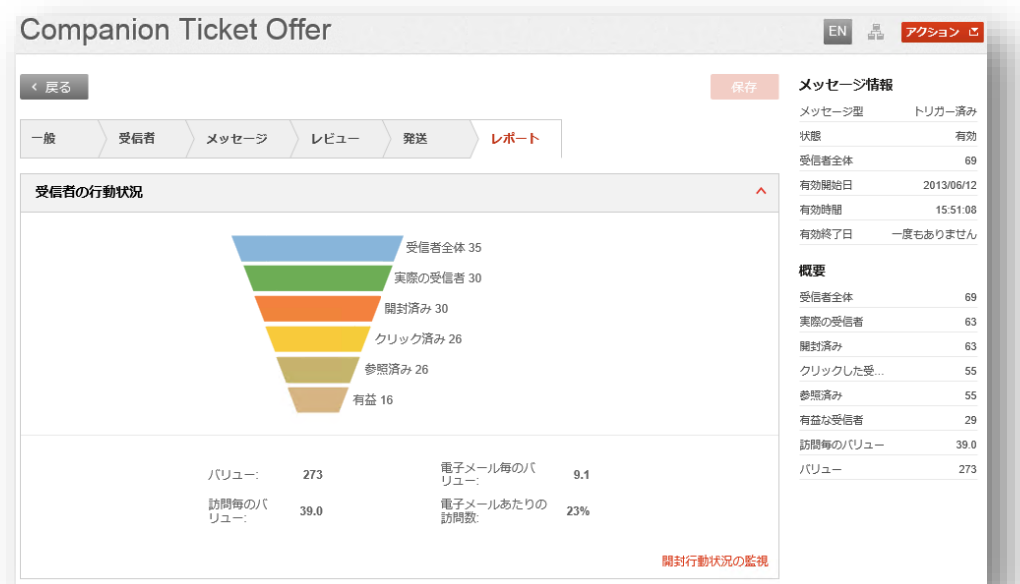 Companion Ticket Offer
EN
アクション
戻る
保存
一般
受信者
メッセージ
レビュー
発送
レポート
受信者の行動状況
受信者全体 35
実際の受信者 30
開封済み 30
クリック済み 26
参照済み 26
有益 16
バリュー: 273
電子メール毎のバ
リュー: 9.1
訪問毎のバ
リュー: 39.0
電子メールあたりの
訪問数: 23%
開封行動状況の監視
メッセージ情報
メッセージ型 トリガー済み
状態 有効
受信者全体 69
有効開始日 2013/06/12
有効時間 15:51:08
有効終了日 一度もありません
概要
受信者全体 69
実際の受信者 63
開封済み 63
クリックした受... 55
参照済み 55
有益な受信者 29
訪問毎のバリュー 39.0
バリュー 273